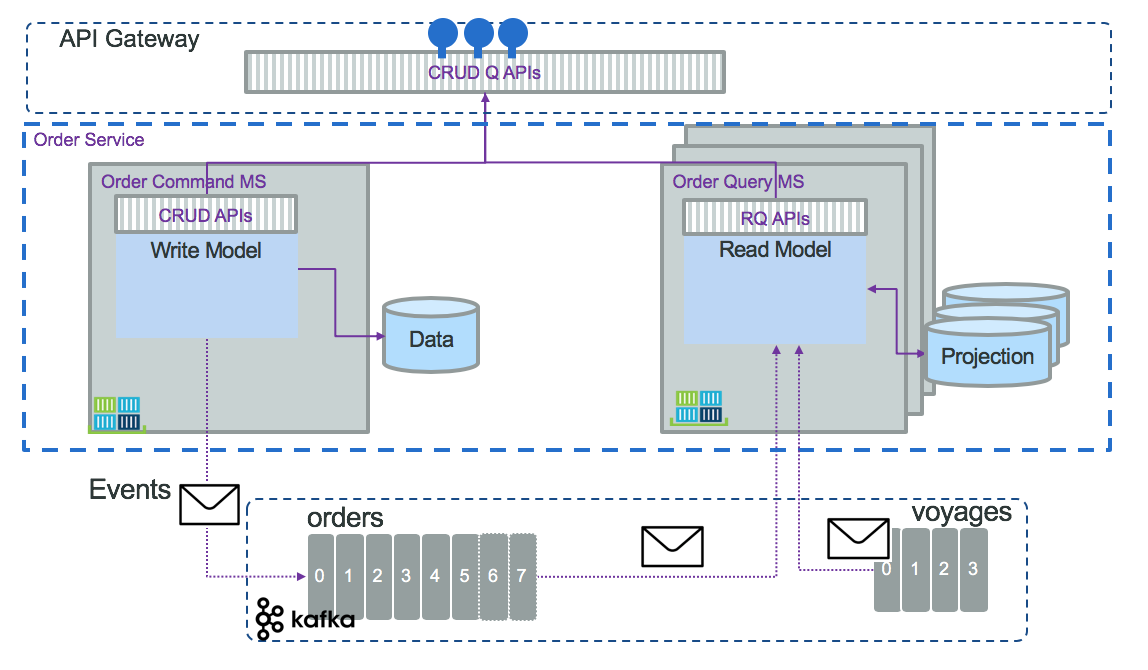 API Gateway
CRUD Q APIs
Order Service
Order Command MS
CRUD APIs
Write Model
Data
Order Query MS
RQ APIs
Read Model
Projection
Events
orders
0 1 2 3 4 5 6 7
kafka
voyages
0 1 2 3